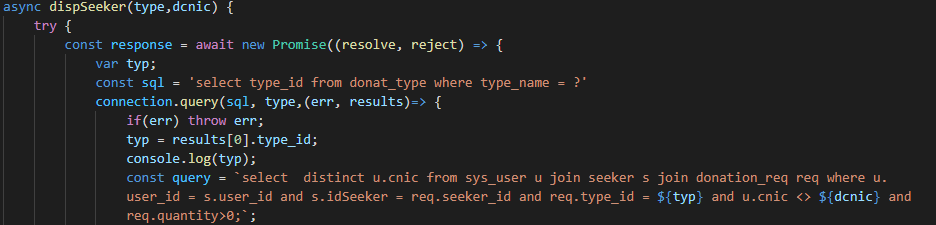 async dispSeeker(type,dcnic) {
try {
const response = await new Promise((resolve, reject) => {
var typ;
const sql = 'select type_id from donat_type where type_name = ?'
connection.query(sql, type,(err, results)=> {
if(err) throw err;
typ = results[0].type_id;
console.log(typ);
const query = `select  distinct u.cnic from sys_user u join seeker s join donation_req req where u.
user_id = s.user_id and s.idSeeker = req.seeker_id and req.type_id = ${typ} and u.cnic <> ${dcnic} and
req.quantity>0;`;